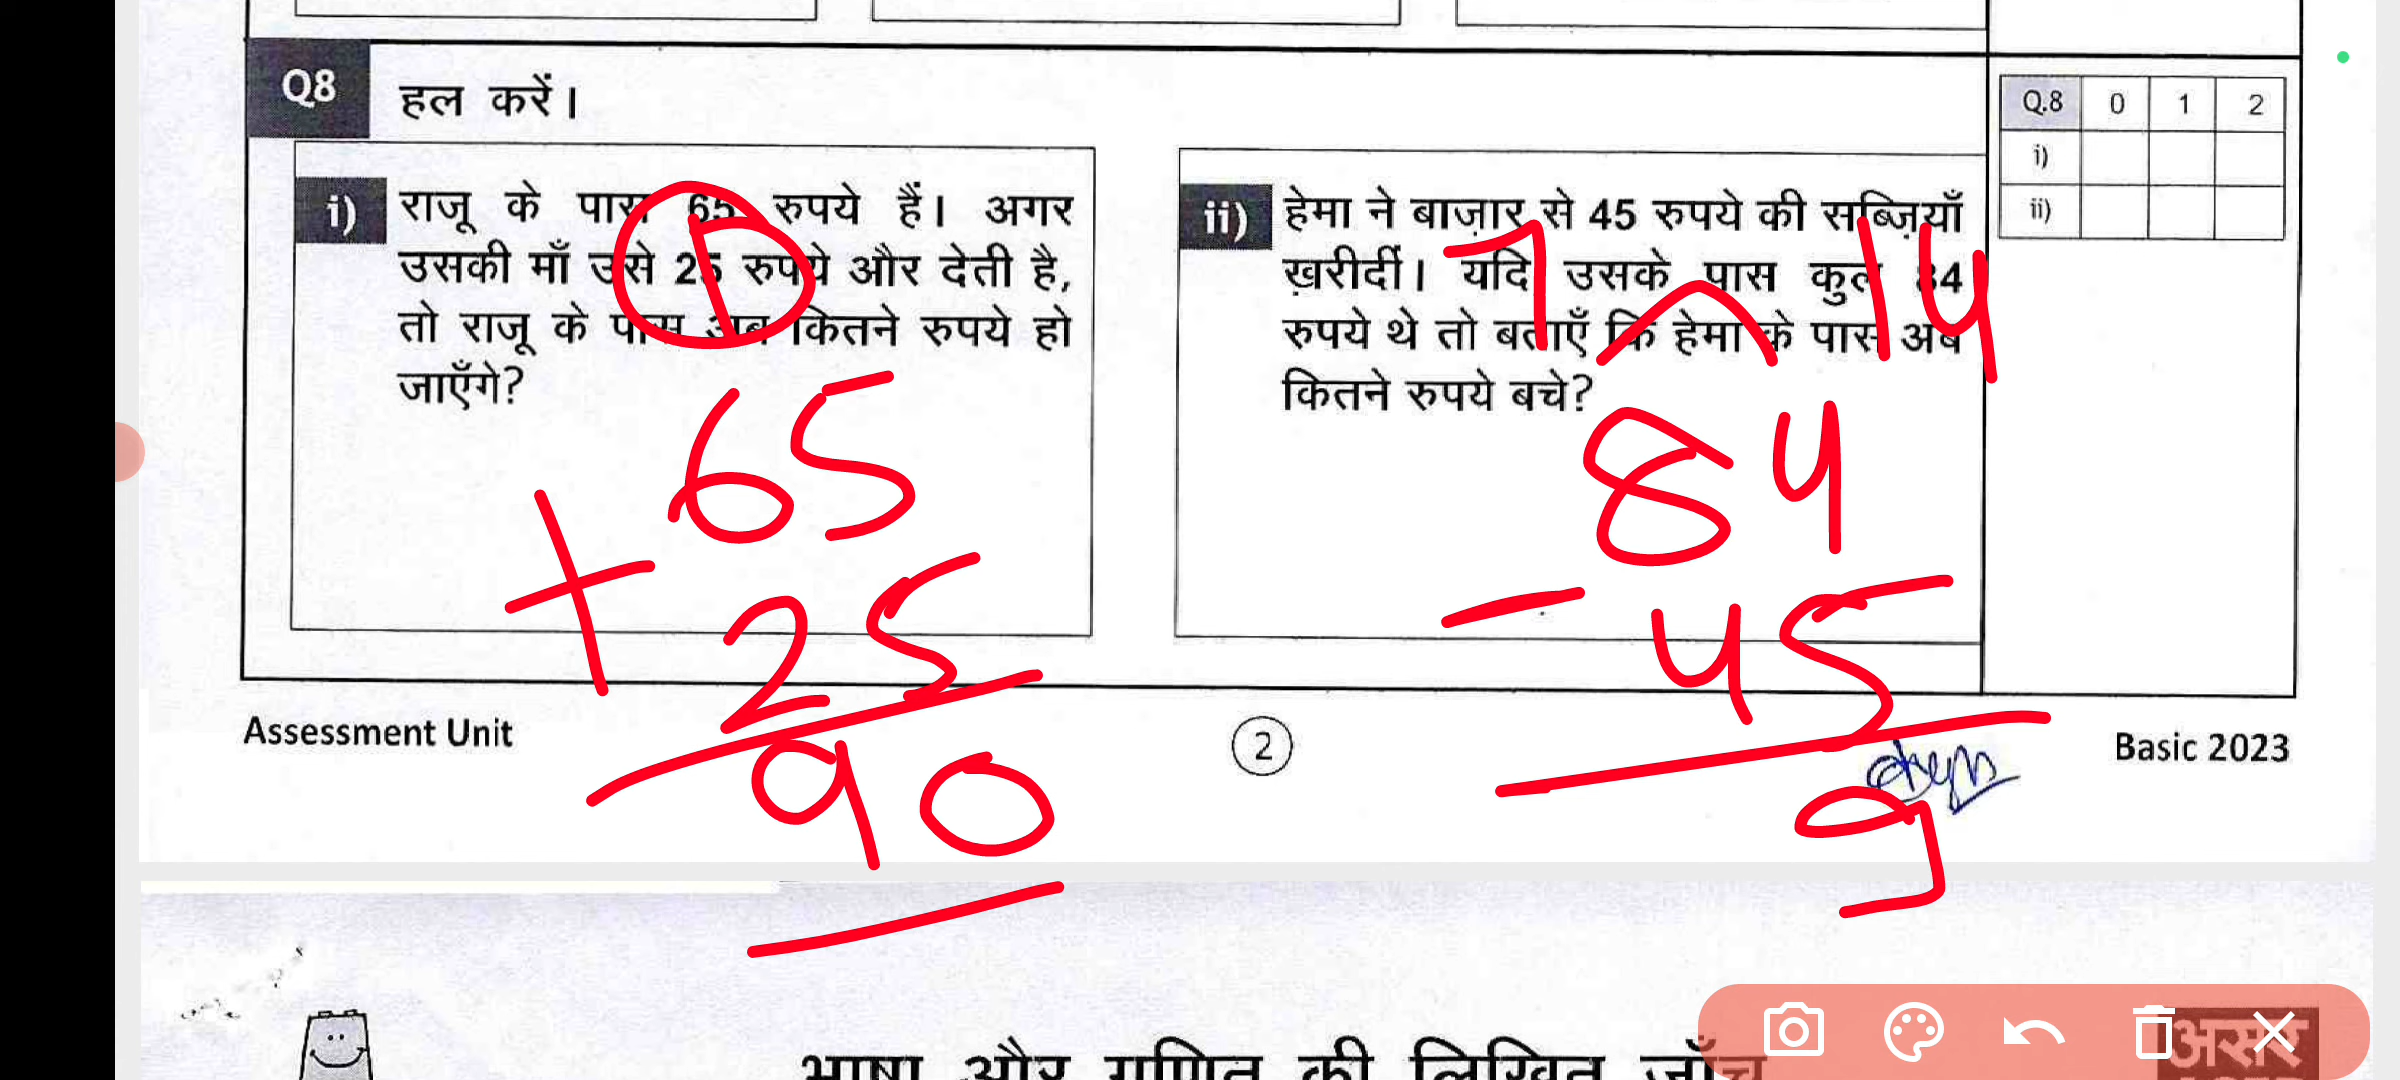 Q8 हल करें।
Q.8 0 1 2
i)
ii)
i) राजू के पास 65 रुपये हैं। अगर
उसकी माँ उसे 25 रुपये और देती है,
तो राजू के पास अब कितने रुपये हो
जाएँगे?
1
65
+ 25
90
ii) हेमा ने बाज़ार से 45 रुपये की सब्ज़ियाँ
ख़रीदीं। यदि उसके पास कुल 84
रुपये थे तो बताएँ कि हेमा के पास अब
कितने रुपये बचे?
7 14
84
- 45
9
Assessment Unit
2
Basic 2023
भाषा और गणित की लिखित जाँच
असर